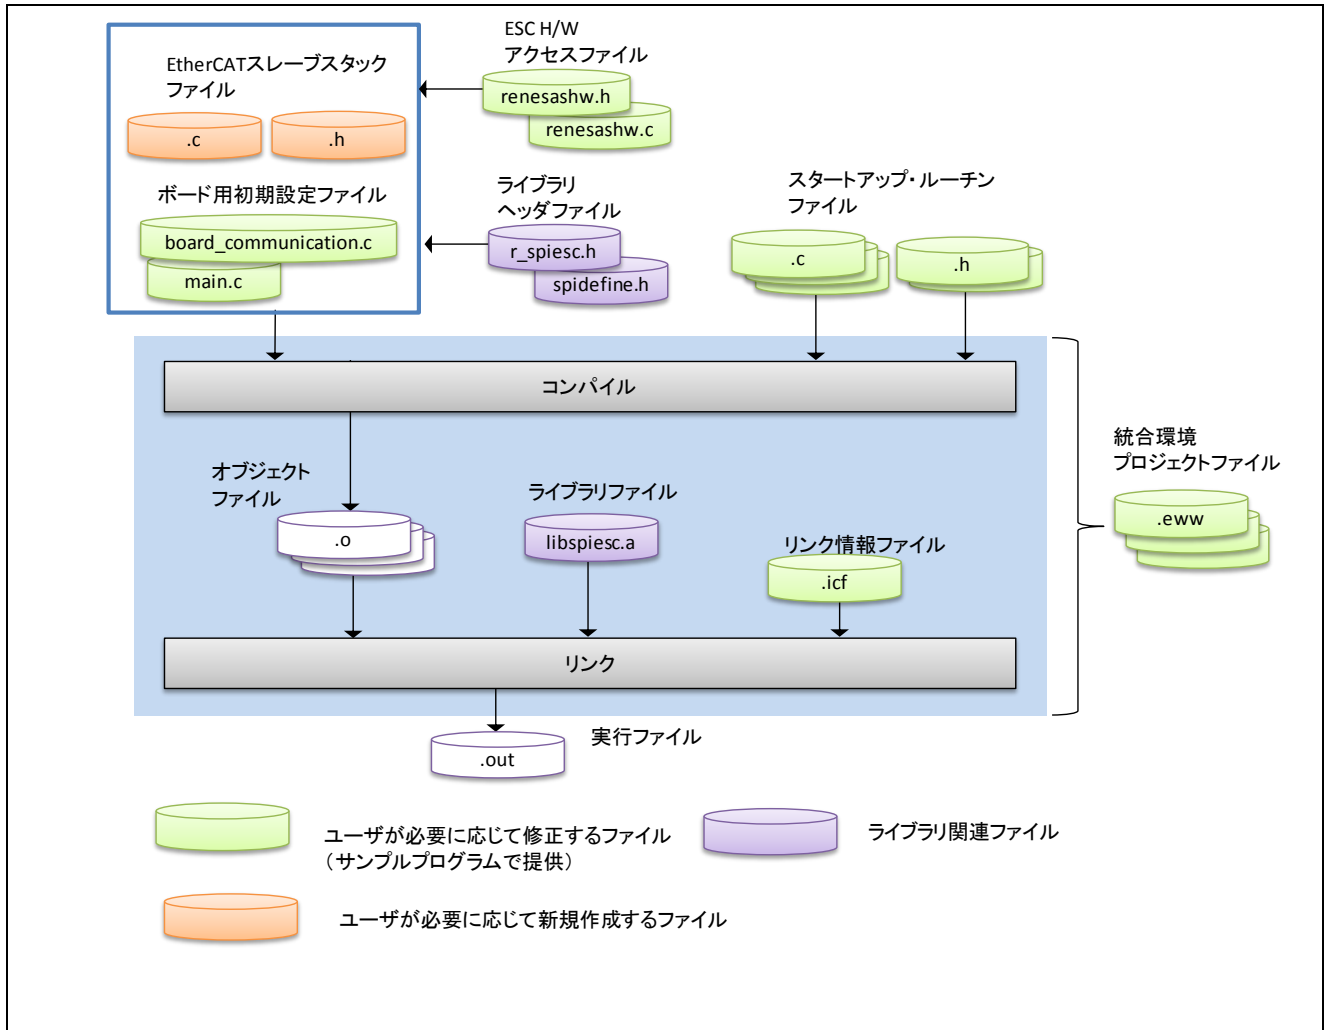 ESC H/W
アクセスファイル
renesashw.h
renesashw.c
EtherCATスレーブスタック
ファイル
.c
.h
ボード用初期設定ファイル
board_communication.c
main.c
ライブラリ
ヘッダファイル
r_spiesc.h
spidefine.h
スタートアップ・ルーチン
ファイル
.c
.h
コンパイル
オブジェクト
ファイル
.o
ライブラリファイル
libspiesc.a
リンク情報ファイル
.icf
統合環境
プロジェクトファイル
.eww
リンク
実行ファイル
.out
ユーザが必要に応じて修正するファイル
（サンプルプログラムで提供）
ライブラリ関連ファイル
ユーザが必要に応じて新規作成するファイル